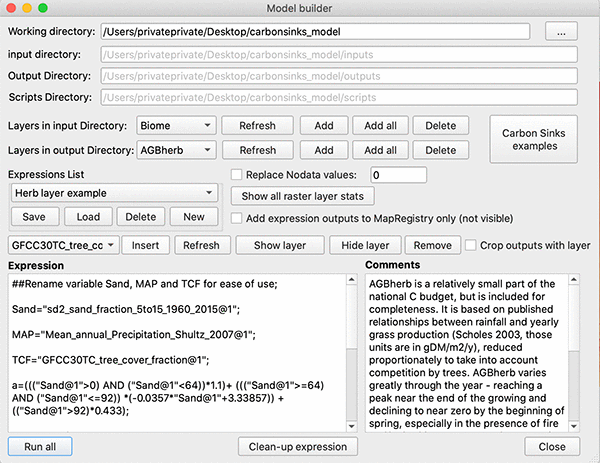 Model builder
Working directory: /Users/privateprivate/Desktop/carbonsinks_model ...
input directory: /Users/privateprivate/Desktop/carbonsinks_model/inputs
Output Directory: /Users/privateprivate/Desktop/carbonsinks_model/outputs
Scripts Directory: /Users/privateprivate/Desktop/carbonsinks_model/scripts
Layers in input Directory: Biome Refresh Add Add all Delete
Layers in output Directory: AGBherb Refresh Add Add all Delete
Carbon Sinks
examples
Expressions List
Herb layer example
Save Load Delete New
Replace Nodata values: 0
Show all raster layer stats
Add expression outputs to MapRegistry only (not visible)
GFCC30TC_tree_cc Insert Refresh Show layer Hide layer Remove Crop outputs with layer
Expression
##Rename variable Sand, MAP and TCF for ease of use;
Sand="sd2_sand_fraction_5to15_1960_2015@1";
MAP="Mean_annual_Precipitation_Shultz_2007@1";
TCF="GFCC30TC_tree_cover_fraction@1";
a=((("Sand@1">0) AND ("Sand@1"<64))*1.1)+ ((("Sand@1">=64)
AND ("Sand@1"<=92)) *(-0.0357*"Sand@1"+3.33857)) +
(("Sand@1">92)*0.433);
Comments
AGBherb is a relatively small part of the
national C budget, but is included for
completeness. It is based on published
relationships between rainfall and yearly
grass production (Scholes 2003, those
units are in gDM/m2/y), reduced
proportionately to take into account
competition by trees. AGBherb varies
greatly through the year - reaching a
peak near the end of the growing and
declining to near zero by the beginning of
spring, especially in the presence of fire
Run all Clean-up expression Close